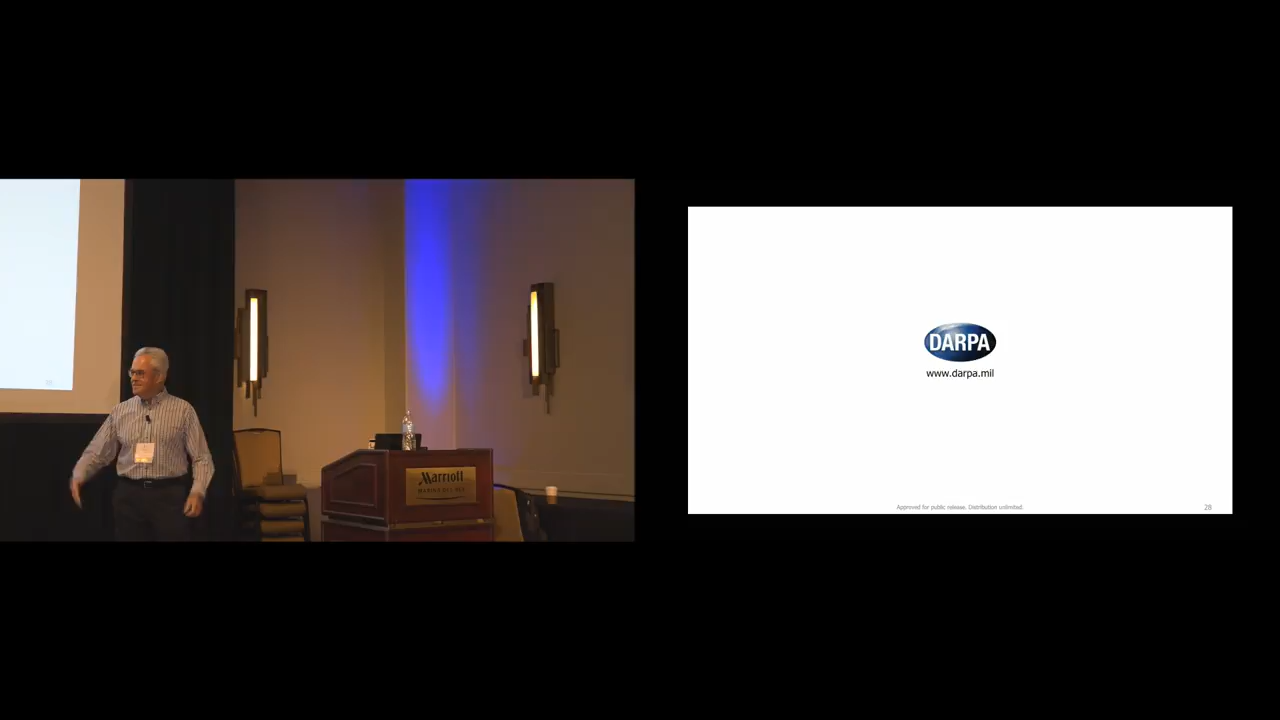 Marriott
DARPA
www.darpa.mil
Approved for public release. Distribution unlimited.
28